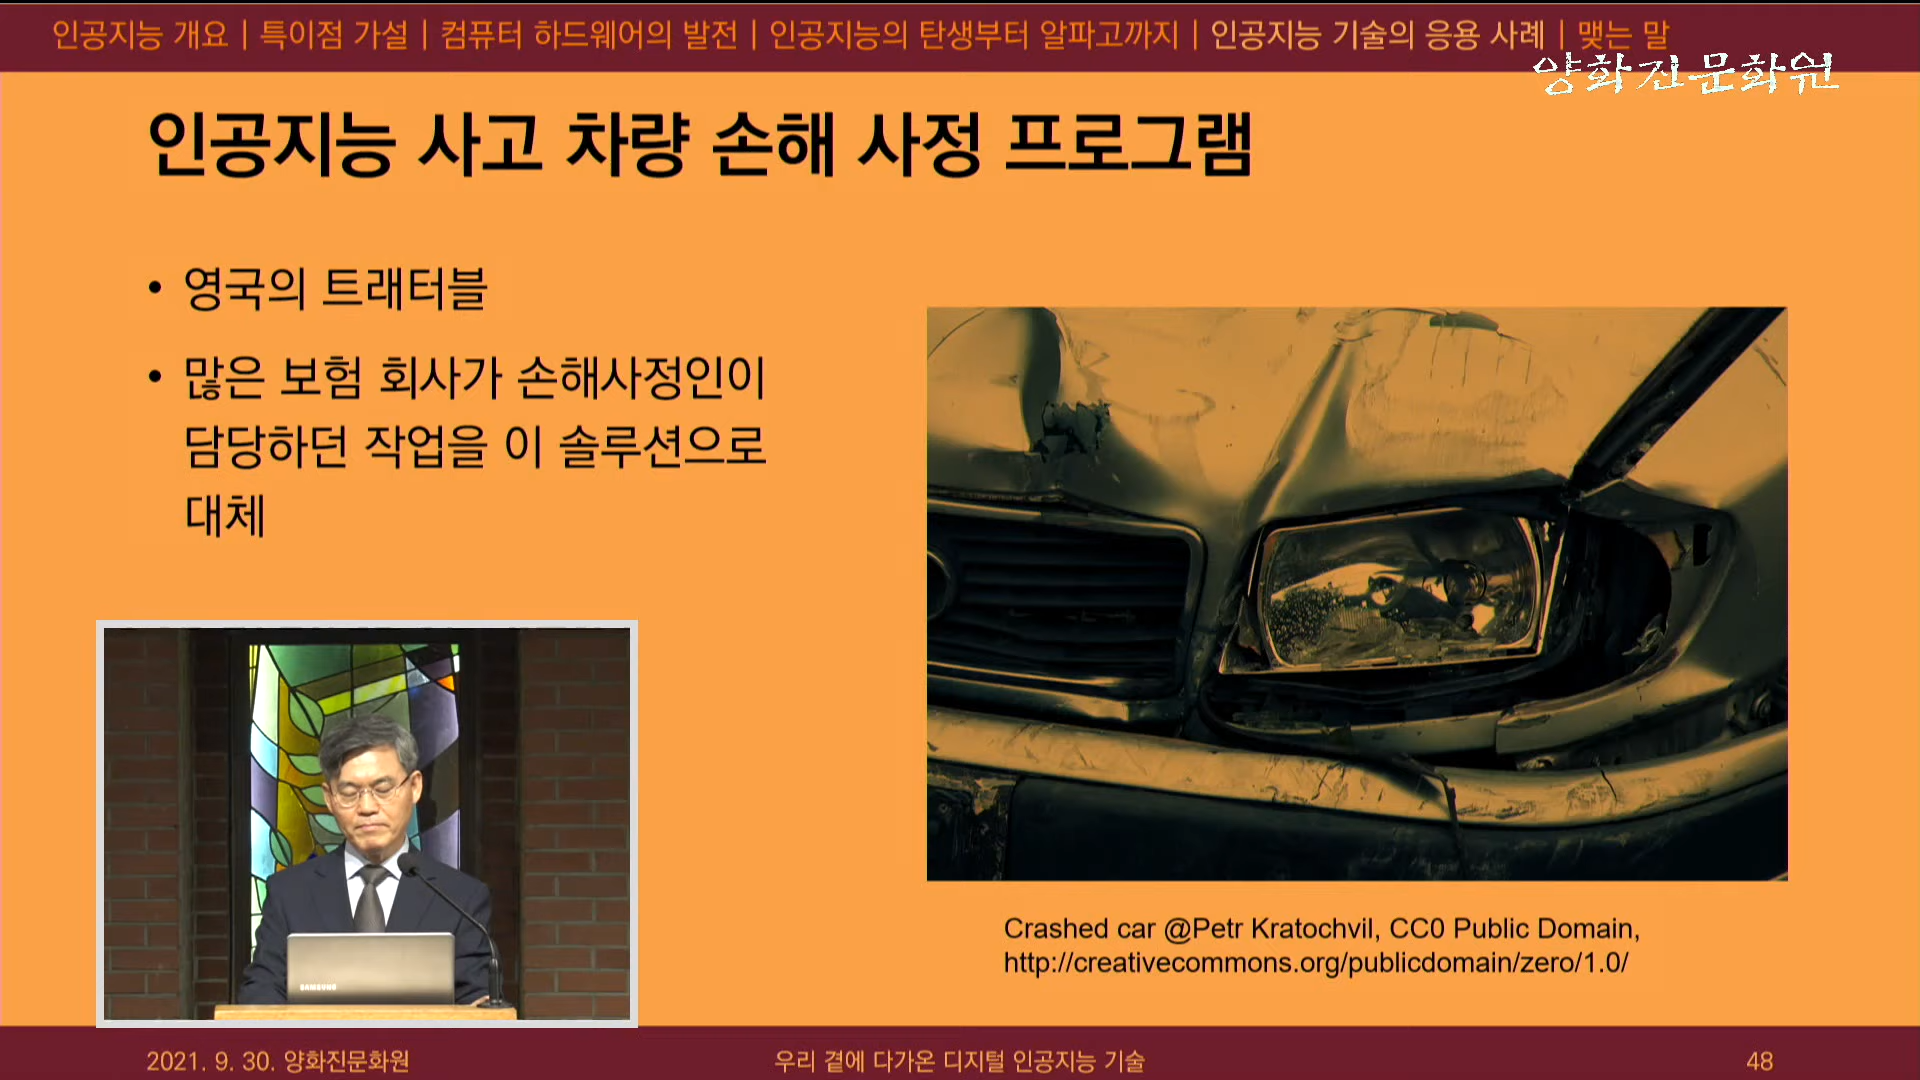 인공지능 개요 | 특이점 가설 | 컴퓨터 하드웨어의 발전 | 인공지능의 탄생부터 알파고까지 | 인공지능 기술의 응용 사례 | 맺는 말
양화진문화원
인공지능 사고 차량 손해 사정 프로그램
• 영국의 트래터블
• 많은 보험 회사가 손해사정인이
담당하던 작업을 이 솔루션으로
대체
SAMSUNG
Crashed car @Petr Kratochvil, CC0 Public Domain,
http://creativecommons.org/publicdomain/zero/1.0/
2021. 9. 30. 양화진문화원
우리 곁에 다가온 디지털 인공지능 기술
48